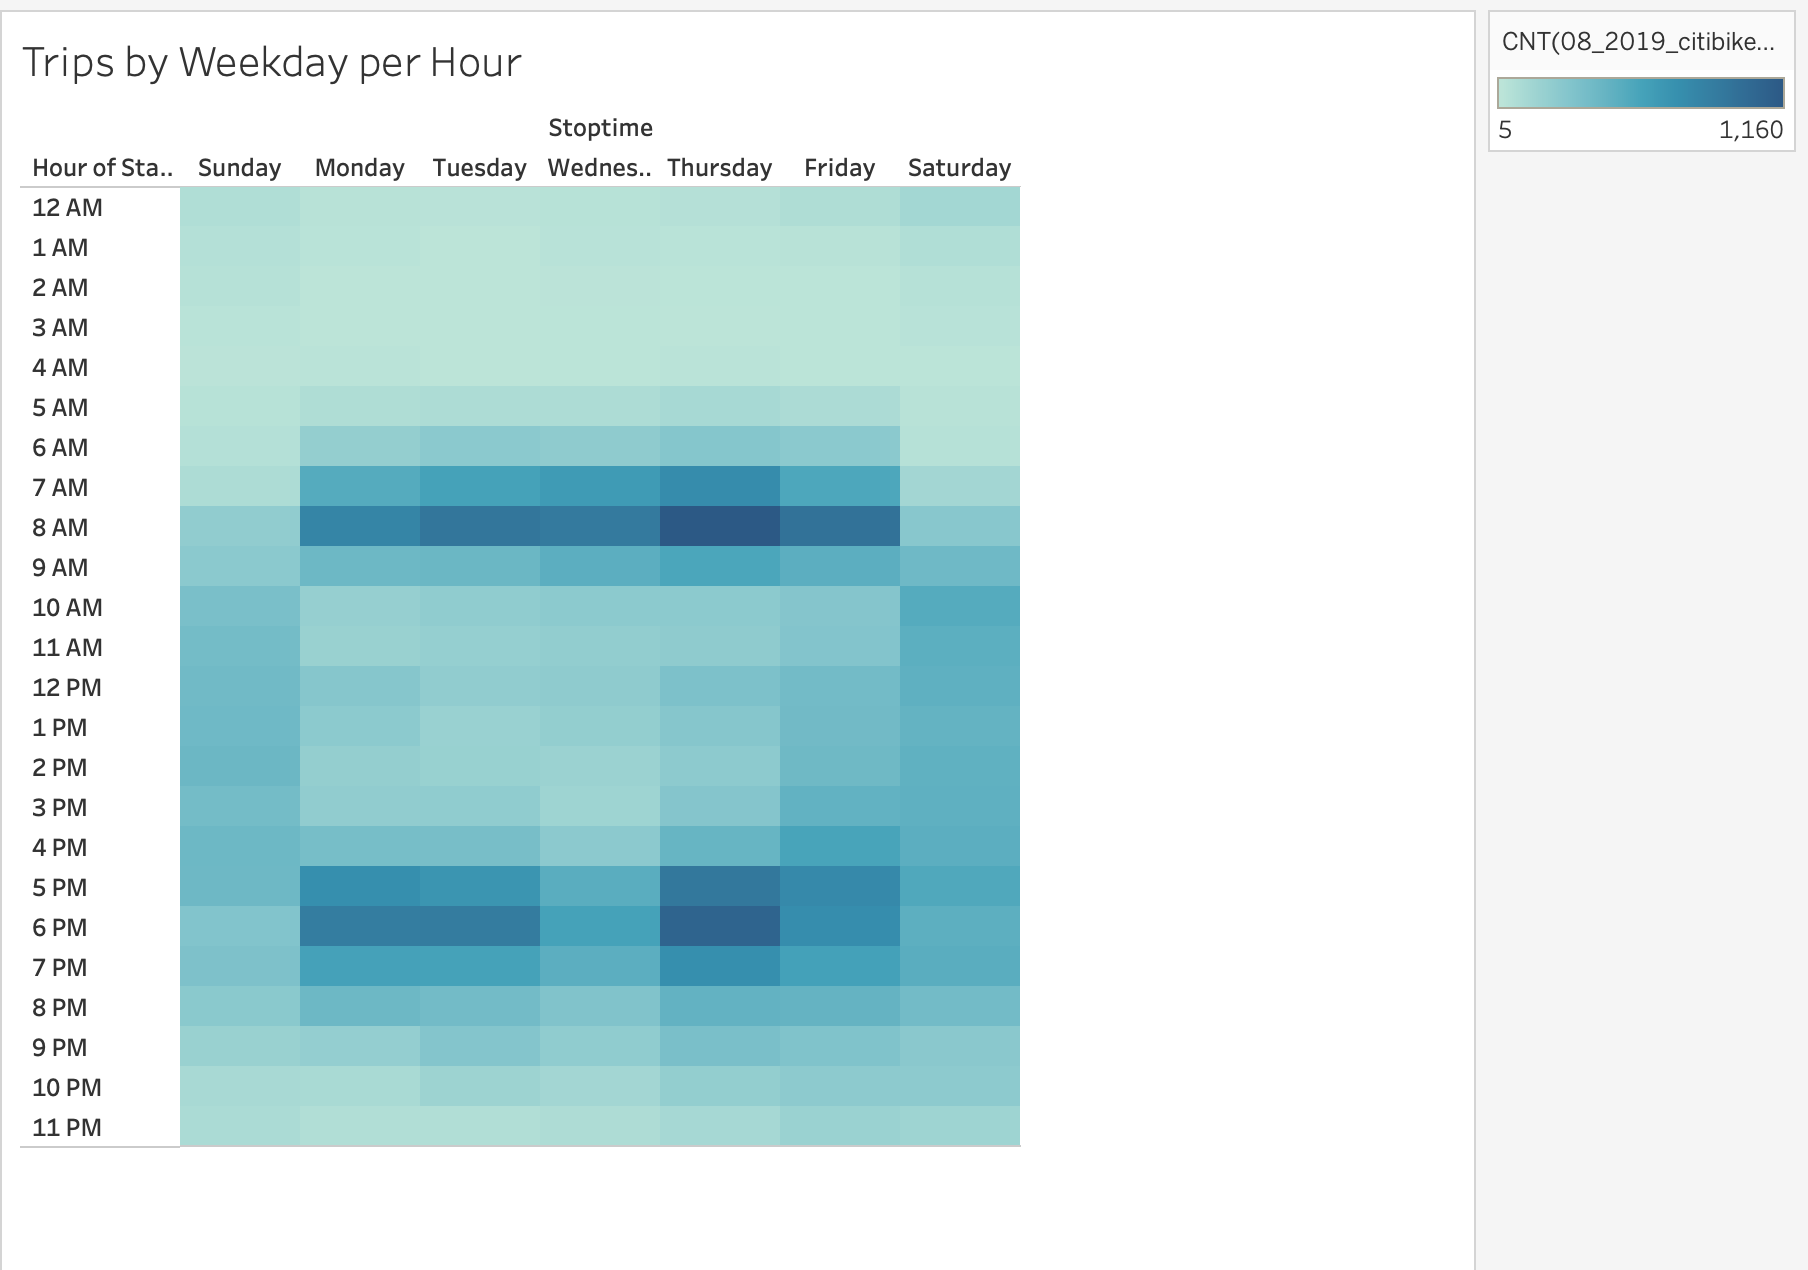 Trips by Weekday per Hour
CNT(08_2019_citibike...
5 1,160
Stoptime
Hour of Sta.. Sunday Monday Tuesday Wednes.. Thursday Friday Saturday
12 AM
1 AM
2 AM
3 AM
4 AM
5 AM
6 AM
7 AM
8 AM
9 AM
10 AM
11 AM
12 PM
1 PM
2 PM
3 PM
4 PM
5 PM
6 PM
7 PM
8 PM
9 PM
10 PM
11 PM